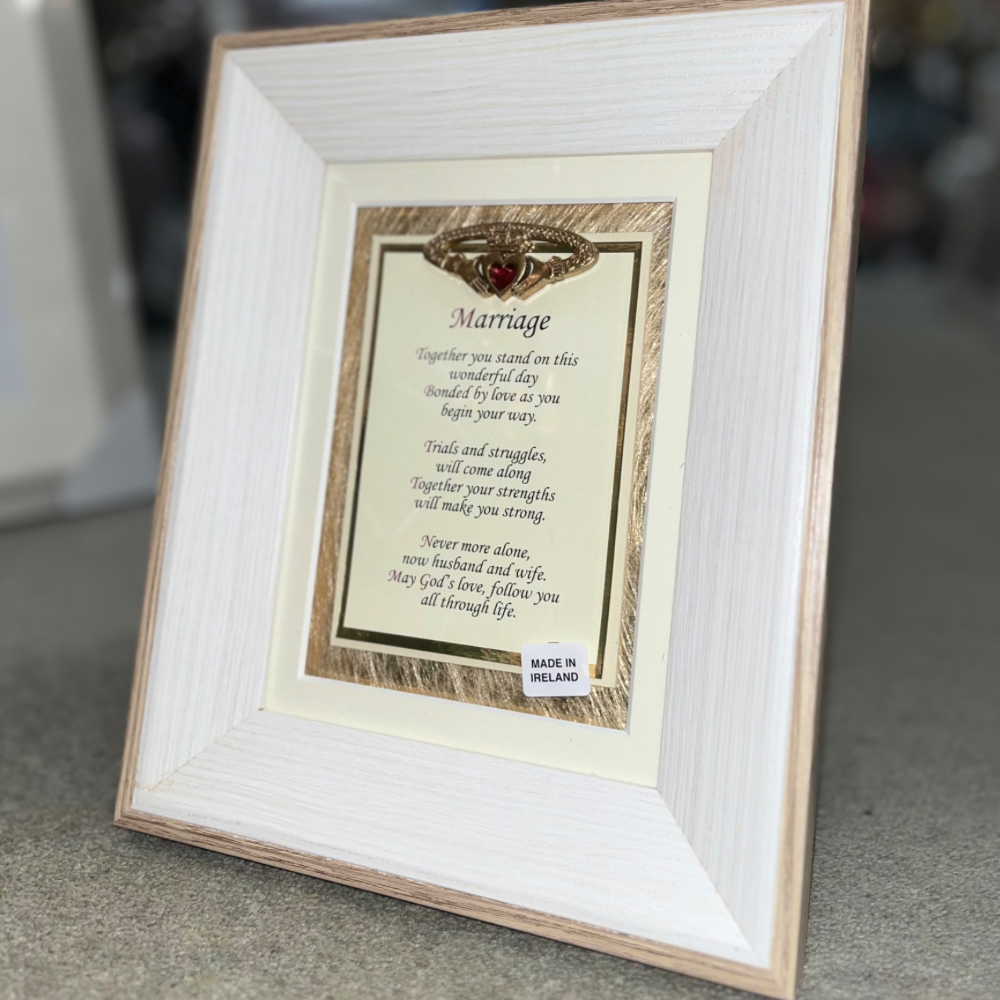 Marriage
Together you stand on this
wonderful day
Bonded by love as you
begin your way.
Trials and struggles,
will come along
Together your strengths
will make you strong.
Never more alone,
now husband and wife.
May God's love, follow you
all through life.
MADE IN
IRELAND